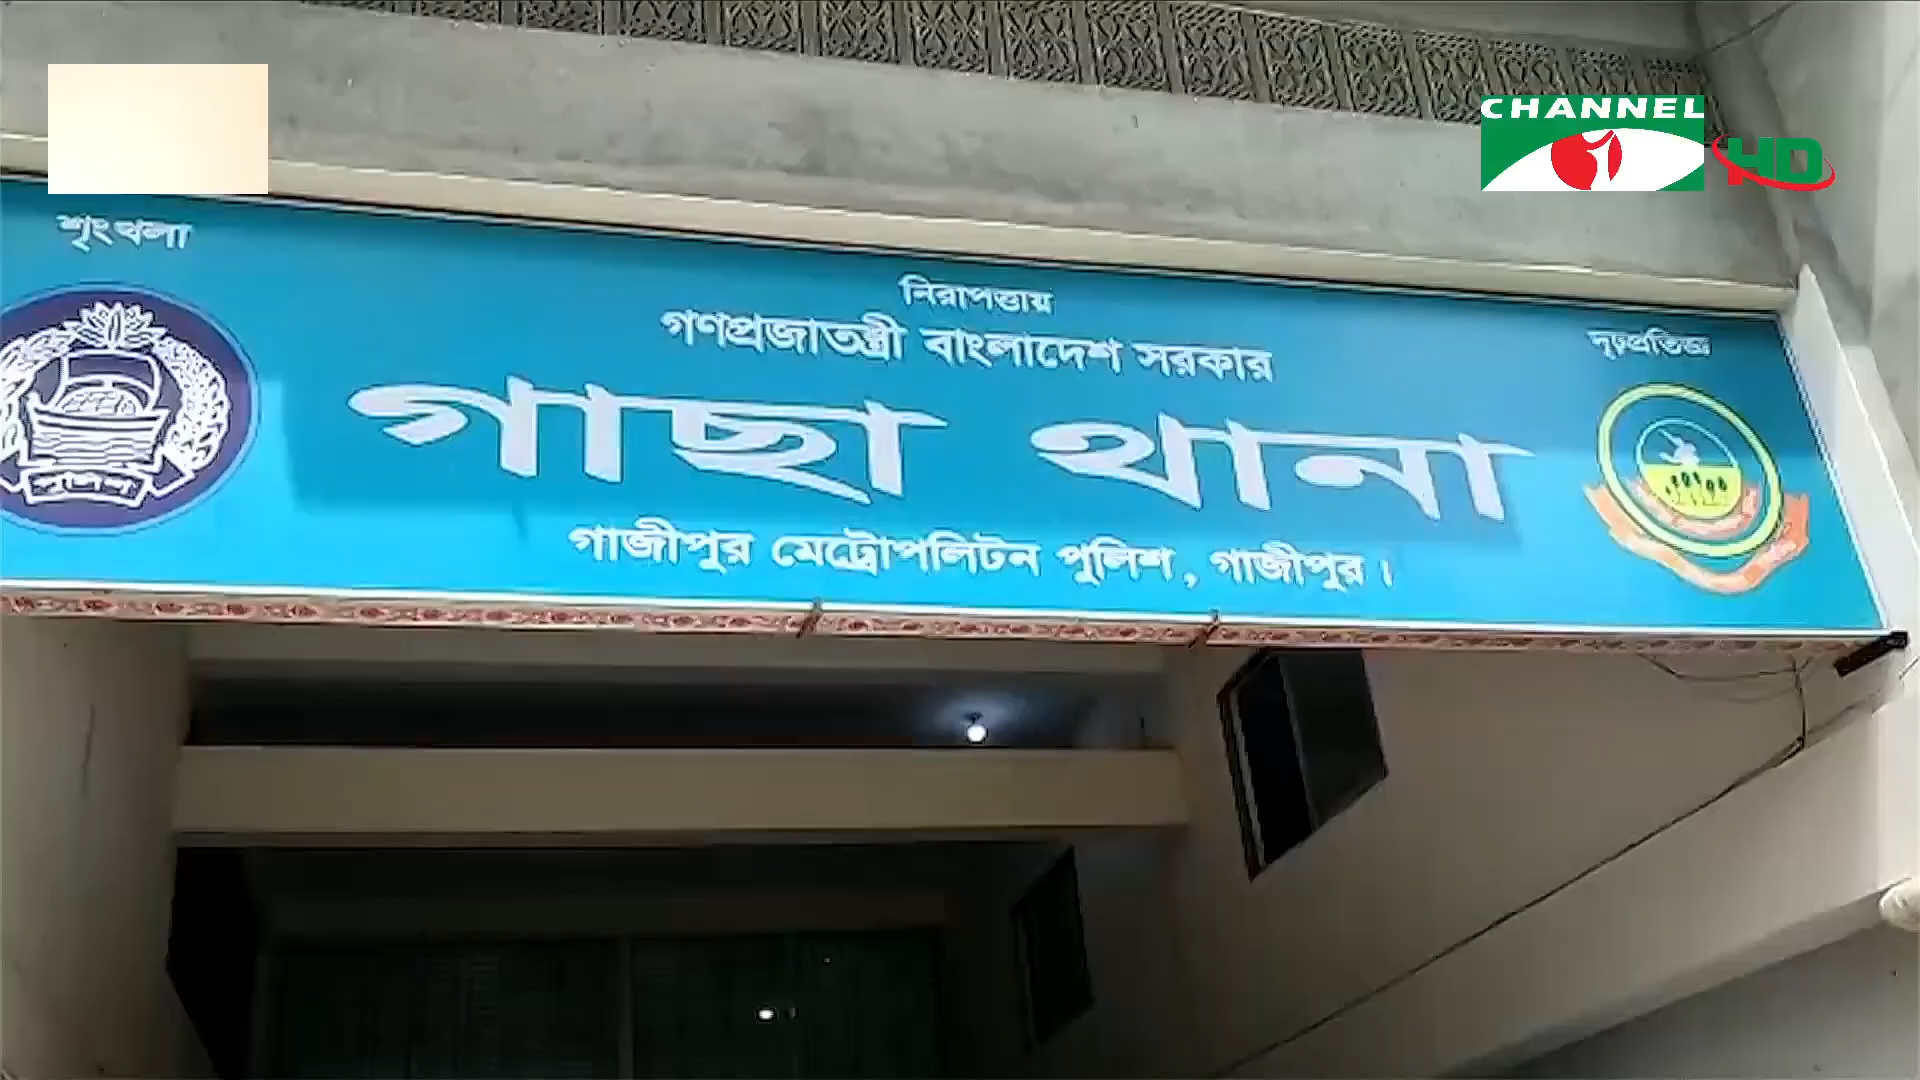 CHANNEL
HD
শৃংখলা
নিরাপত্তায়
দৃঢ়প্রতিজ্ঞ
গণপ্রজাতন্ত্রী বাংলাদেশ সরকার
গাছা থানা
পুলিশ
গাজীপুর মেট্রোপলিটন পুলিশ, গাজীপুর।